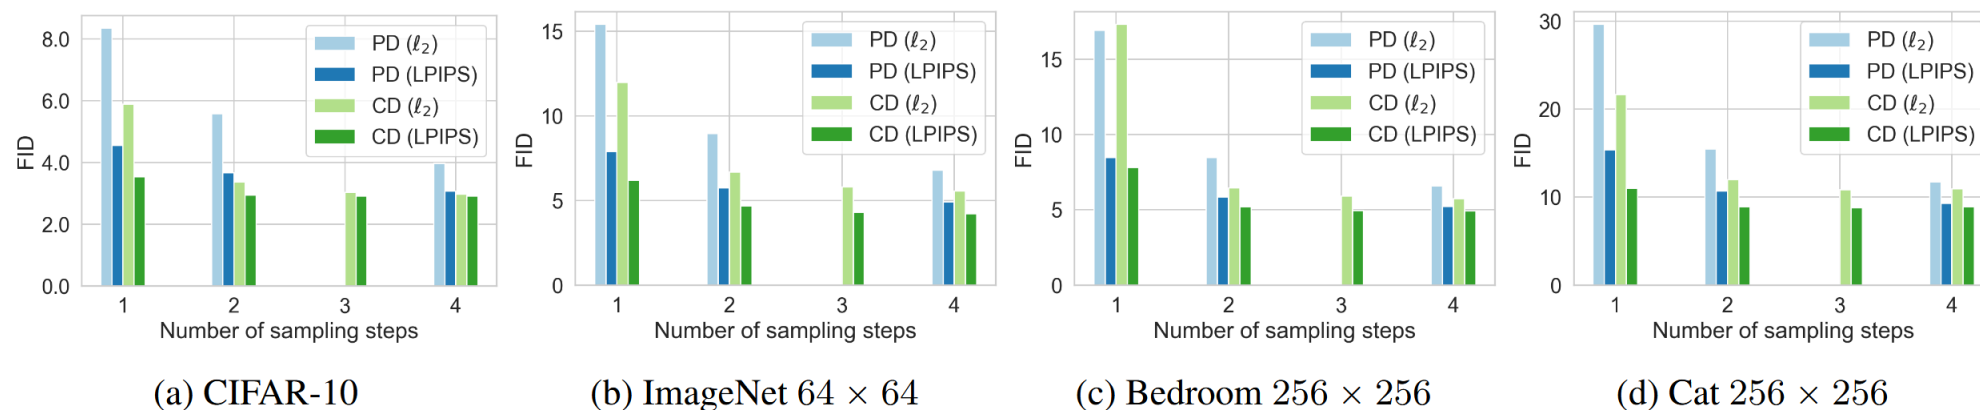 FID
8.0
6.0
4.0
2.0
0.0
PD (ℓ₂)
PD (LPIPS)
CD (ℓ₂)
CD (LPIPS)
1 2 3 4
Number of sampling steps
(a) CIFAR-10
FID
15
10
5
0
PD (ℓ₂)
PD (LPIPS)
CD (ℓ₂)
CD (LPIPS)
1 2 3 4
Number of sampling steps
(b) ImageNet 64 × 64
FID
15
10
5
0
PD (ℓ₂)
PD (LPIPS)
CD (ℓ₂)
CD (LPIPS)
1 2 3 4
Number of sampling steps
(c) Bedroom 256 × 256
FID
30
20
10
0
PD (ℓ₂)
PD (LPIPS)
CD (ℓ₂)
CD (LPIPS)
1 2 3 4
Number of sampling steps
(d) Cat 256 × 256